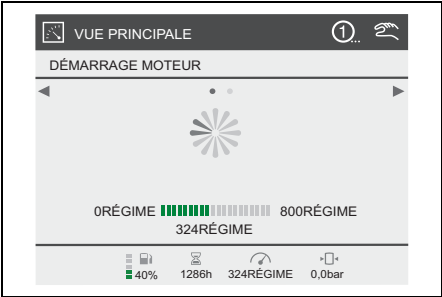 VUE PRINCIPALE 1...
DÉMARRAGE MOTEUR
0RÉGIME 800RÉGIME
324RÉGIME
40% 1286h 324RÉGIME 0,0bar